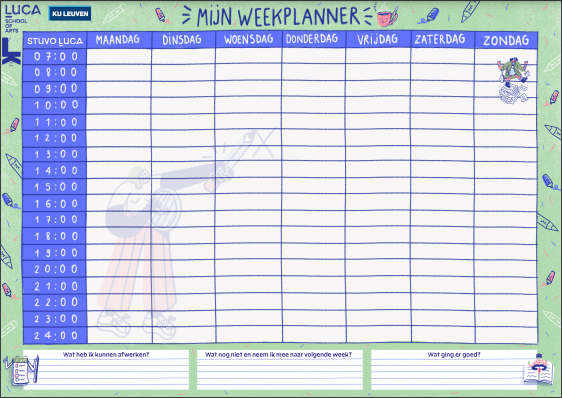 LUCA
SCHOOL
OF
ARTS
KU LEUVEN
MIJN WEEKPLANNER
STUVO LUCA MAANDAG DINSDAG WOENSDAG DONDERDAG VRIJDAG ZATERDAG ZONDAG
07:00
08:00
09:00
10:00
11:00
12:00
13:00
14:00
15:00
16:00
17:00
18:00
19:00
20:00
21:00
22:00
23:00
24:00
Wat heb ik kunnen afwerken? Wat nog niet en neem ik mee naar volgende week? Wat ging er goed?